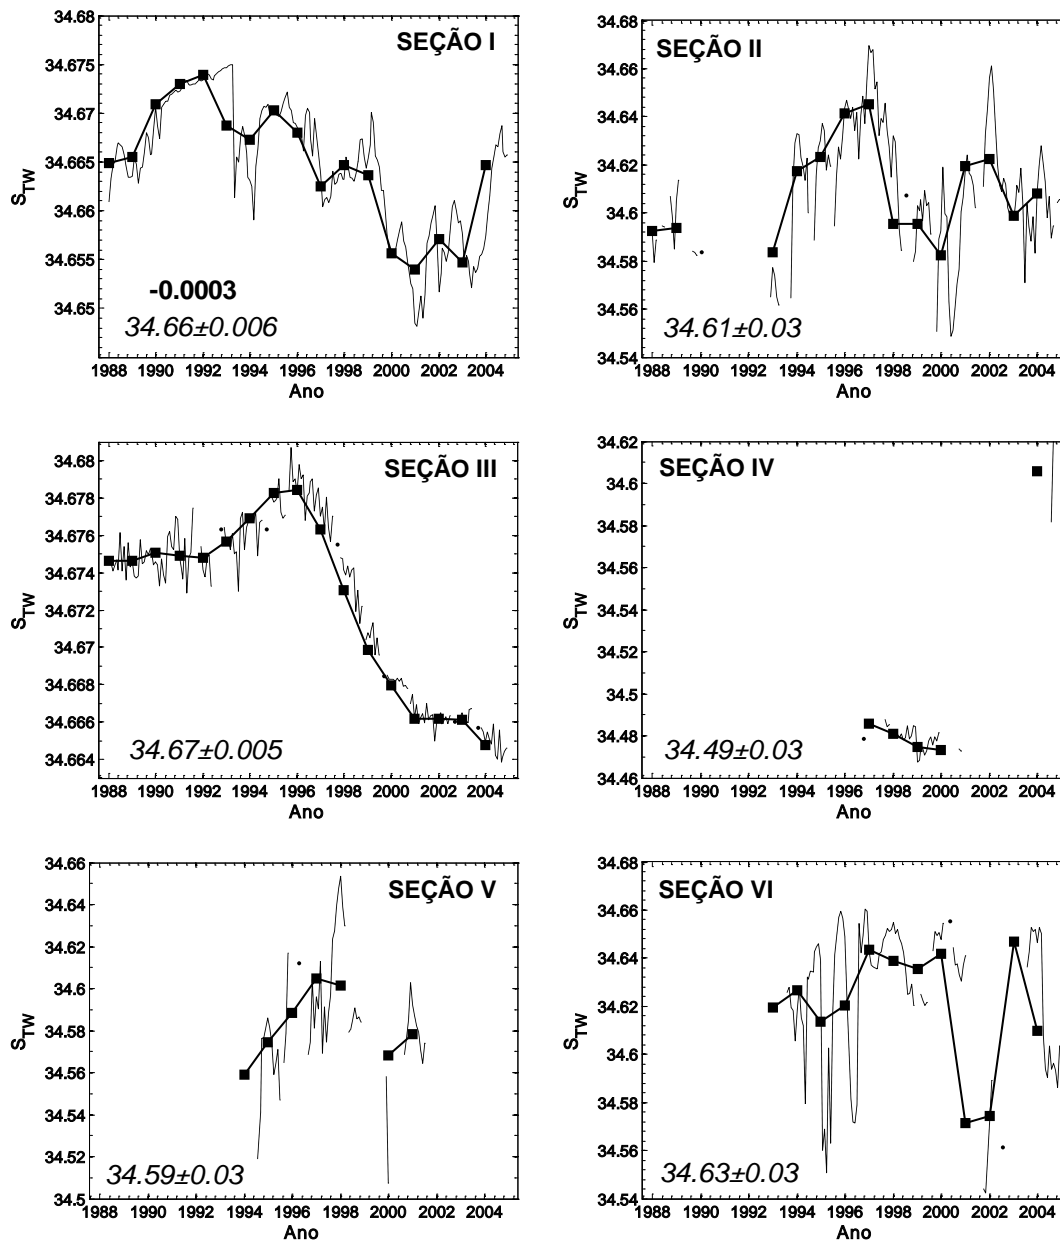 SEÇÃO I
34.68
34.675
34.67
34.665
34.66
34.655
34.65
S_TW
-0.0003
34.66±0.006
1988 1990 1992 1994 1996 1998 2000 2002 2004
Ano
SEÇÃO II
34.68
34.66
34.64
34.62
34.6
34.58
34.56
34.54
S_TW
34.61±0.03
1988 1990 1992 1994 1996 1998 2000 2002 2004
Ano
SEÇÃO III
34.68
34.678
34.676
34.674
34.672
34.67
34.668
34.666
34.664
S_TW
34.67±0.005
1988 1990 1992 1994 1996 1998 2000 2002 2004
Ano
SEÇÃO IV
34.62
34.6
34.58
34.56
34.54
34.52
34.5
34.48
34.46
S_TW
34.49±0.03
1988 1990 1992 1994 1996 1998 2000 2002 2004
Ano
SEÇÃO V
34.66
34.64
34.62
34.6
34.58
34.56
34.54
34.52
34.5
S_TW
34.59±0.03
1988 1990 1992 1994 1996 1998 2000 2002 2004
Ano
SEÇÃO VI
34.68
34.66
34.64
34.62
34.6
34.58
34.56
34.54
S_TW
34.63±0.03
1988 1990 1992 1994 1996 1998 2000 2002 2004
Ano